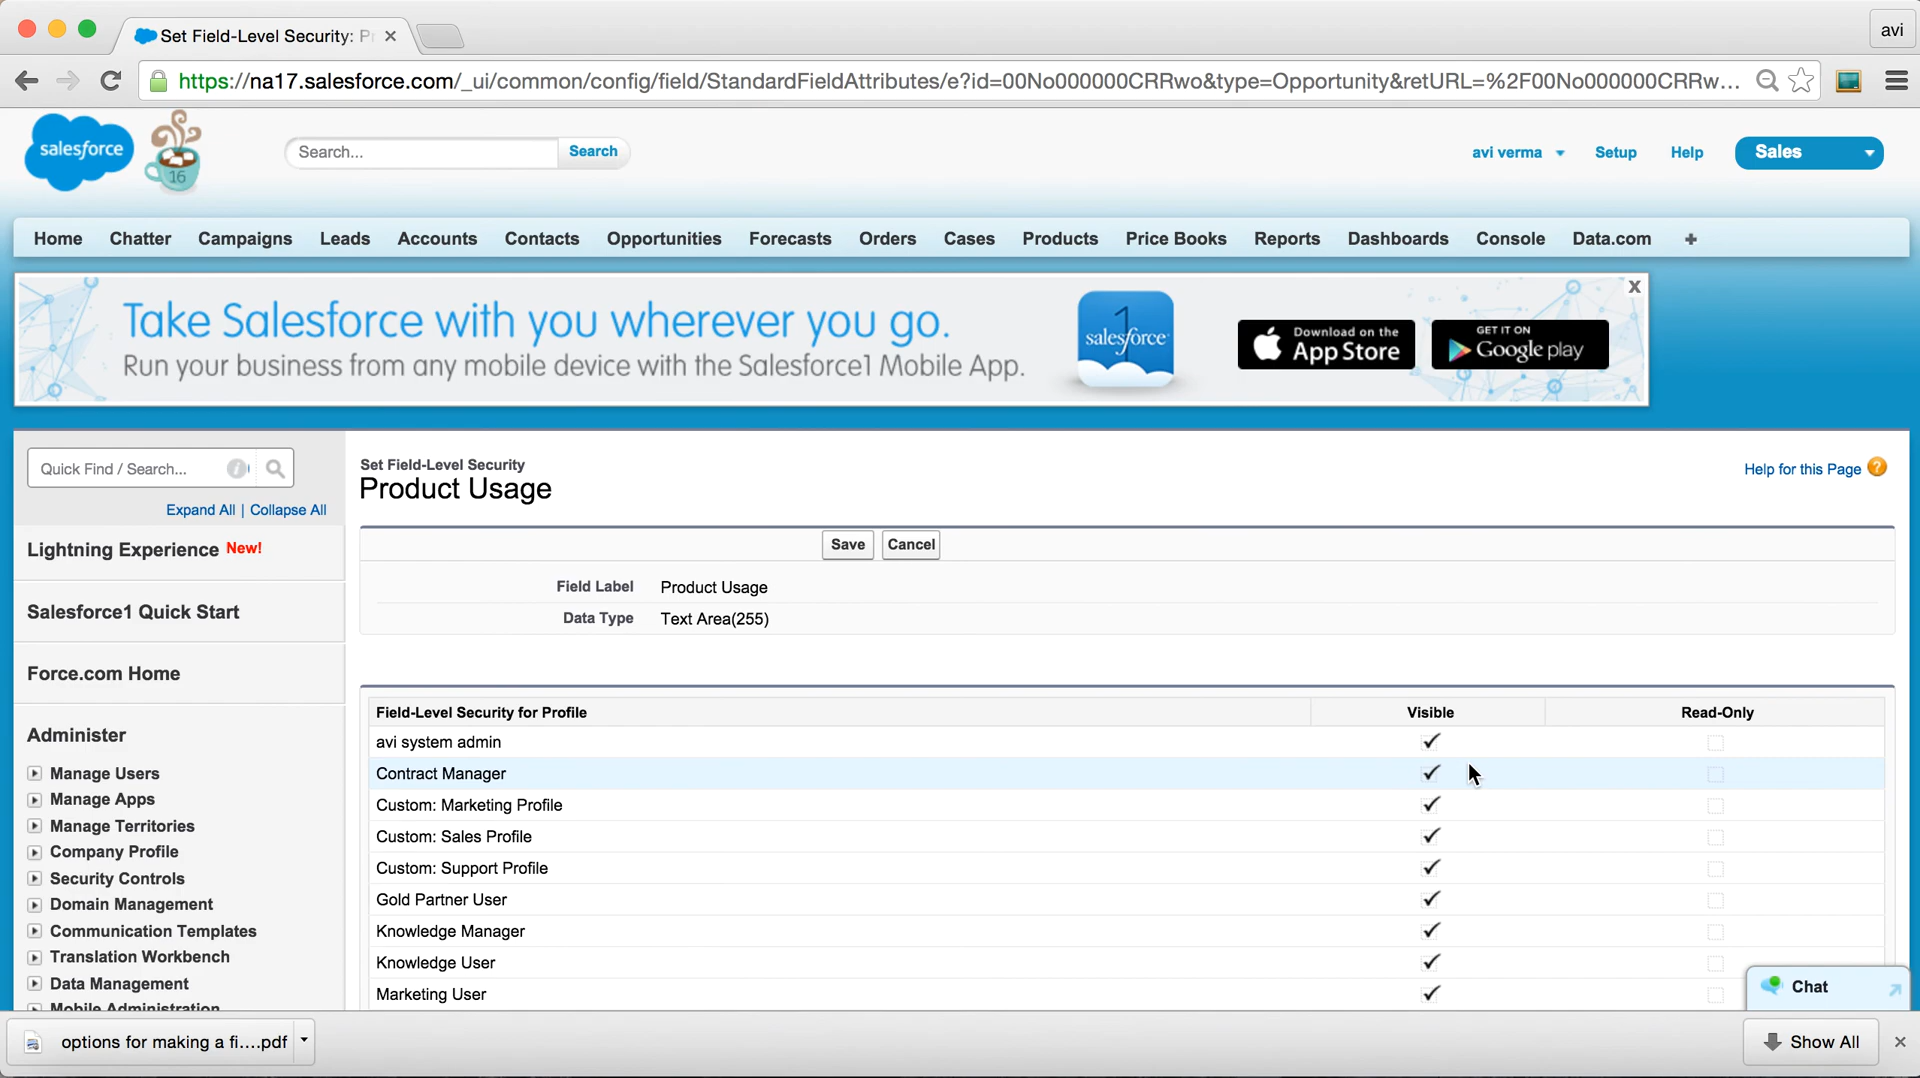 Set Field-Level Security: P
avi
https://na17.salesforce.com/_ui/common/config/field/StandardFieldAttributes/e?id=00No000000CRRwo&type=Opportunity&retURL=%2F00No000000CRRw...
salesforce
16
Search...
Search
avi verma
Setup
Help
Sales
Home
Chatter
Campaigns
Leads
Accounts
Contacts
Opportunities
Forecasts
Orders
Cases
Products
Price Books
Reports
Dashboards
Console
Data.com
+
Take Salesforce with you wherever you go.
Run your business from any mobile device with the Salesforce1 Mobile App.
1
salesforce
Download on the
App Store
GET IT ON
Google play
X
Quick Find / Search...
i
Expand All | Collapse All
Lightning Experience New!
Salesforce1 Quick Start
Force.com Home
Administer
Manage Users
Manage Apps
Manage Territories
Company Profile
Security Controls
Domain Management
Communication Templates
Translation Workbench
Data Management
Mobile Administration
Set Field-Level Security
Product Usage
Help for this Page ?
Save
Cancel
Field Label Product Usage
Data Type Text Area(255)
Field-Level Security for Profile Visible Read-Only
avi system admin
Contract Manager
Custom: Marketing Profile
Custom: Sales Profile
Custom: Support Profile
Gold Partner User
Knowledge Manager
Knowledge User
Marketing User
Chat
options for making a fi....pdf
Show All